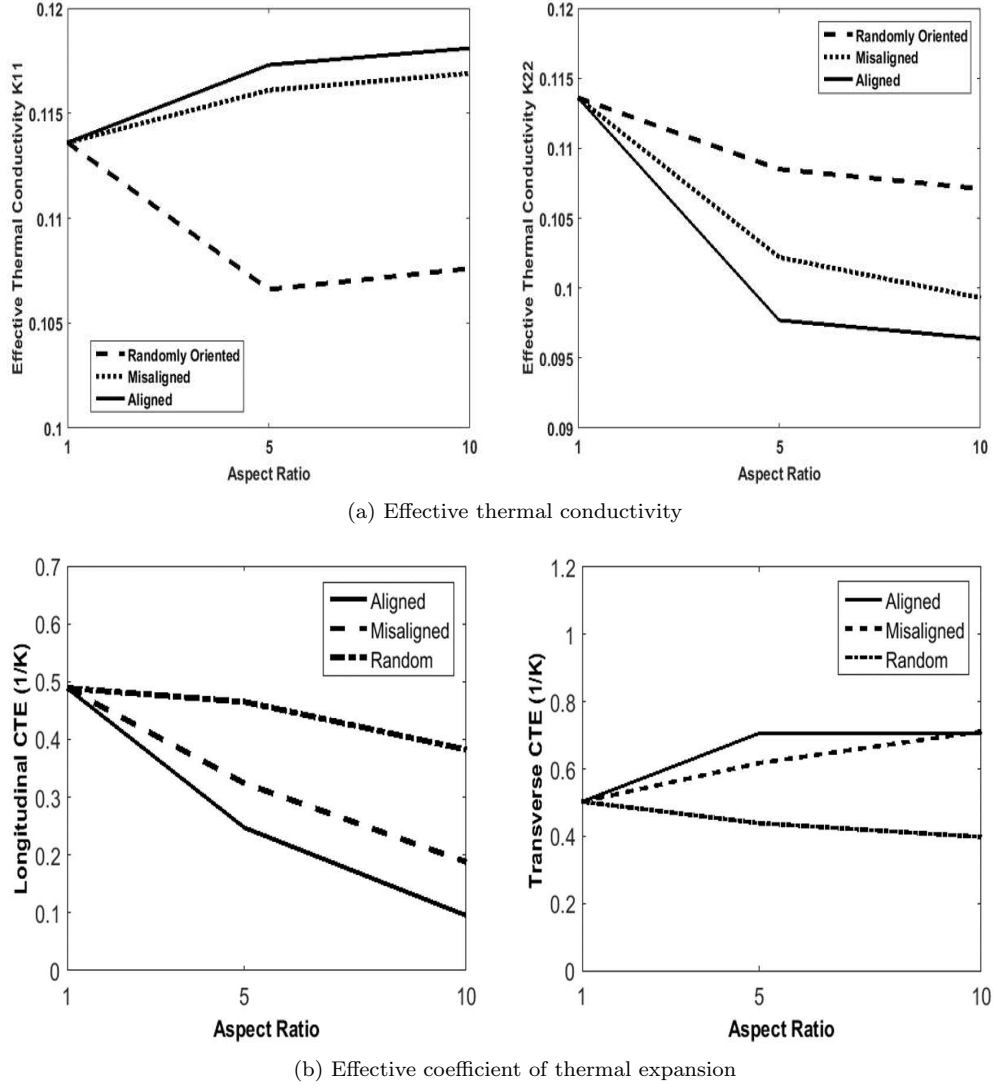 Effective Thermal Conductivity K11
0.12
0.115
0.11
0.105
0.1
Randomly Oriented
Misaligned
Aligned
1
5
10
Aspect Ratio
Effective Thermal Conductivity K22
0.12
0.115
0.11
0.105
0.1
0.095
0.09
Randomly Oriented
Misaligned
Aligned
1
5
10
Aspect Ratio
(a) Effective thermal conductivity
Longitudinal CTE (1/K)
0.7
0.6
0.5
0.4
0.3
0.2
0.1
0
Aligned
Misaligned
Random
1
5
10
Aspect Ratio
Transverse CTE (1/K)
1.2
1
0.8
0.6
0.4
0.2
0
Aligned
Misaligned
Random
1
5
10
Aspect Ratio
(b) Effective coefficient of thermal expansion